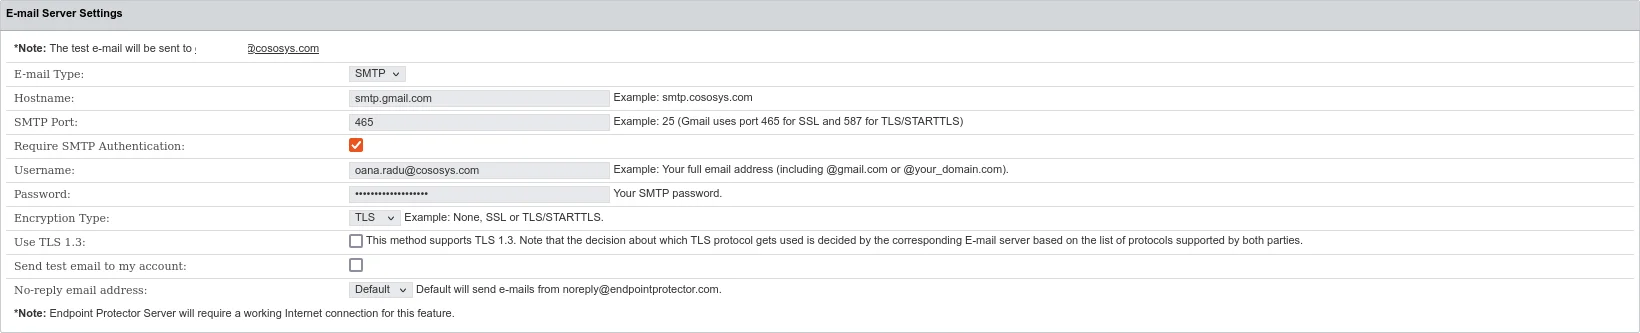 E-mail Server Settings
*Note: The test e-mail will be sent to @cososys.com
E-mail Type: SMTP
Hostname: smtp.gmail.com Example: smtp.cososys.com
SMTP Port: 465 Example: 25 (Gmail uses port 465 for SSL and 587 for TLS/STARTTLS)
Require SMTP Authentication:
Username: oana.radu@cososys.com Example: Your full email address (including @gmail.com or @your_domain.com).
Password: ••••••••••••••••••• Your SMTP password.
Encryption Type: TLS Example: None, SSL or TLS/STARTTLS.
Use TLS 1.3: This method supports TLS 1.3. Note that the decision about which TLS protocol gets used is decided by the corresponding E-mail server based on the list of protocols supported by both parties.
Send test email to my account:
No-reply email address: Default Default will send e-mails from noreply@endpointprotector.com.
*Note: Endpoint Protector Server will require a working Internet connection for this feature.